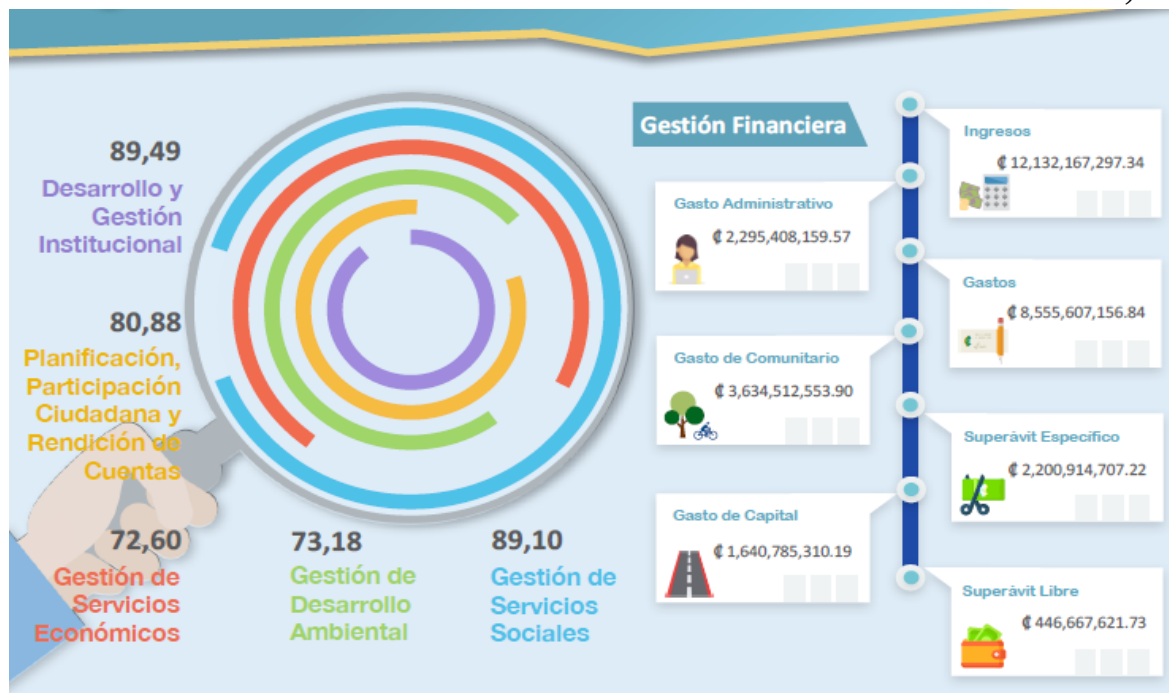 89,49
Desarrollo y
Gestión
Institucional
80,88
Planificación,
Participación
Ciudadana y
Rendición de
Cuentas
72,60
Gestión de
Servicios
Económicos
73,18
Gestión de
Desarrollo
Ambiental
89,10
Gestión de
Servicios
Sociales
Gestión Financiera
Ingresos
₡ 12,132,167,297.34
Gasto Administrativo
₡ 2,295,408,159.57
Gastos
₡ 8,555,607,156.84
Gasto de Comunitario
₡ 3,634,512,553.90
Superávit Específico
₡ 2,200,914,707.22
Gasto de Capital
₡ 1,640,785,310.19
Superávit Libre
₡ 446,667,621.73